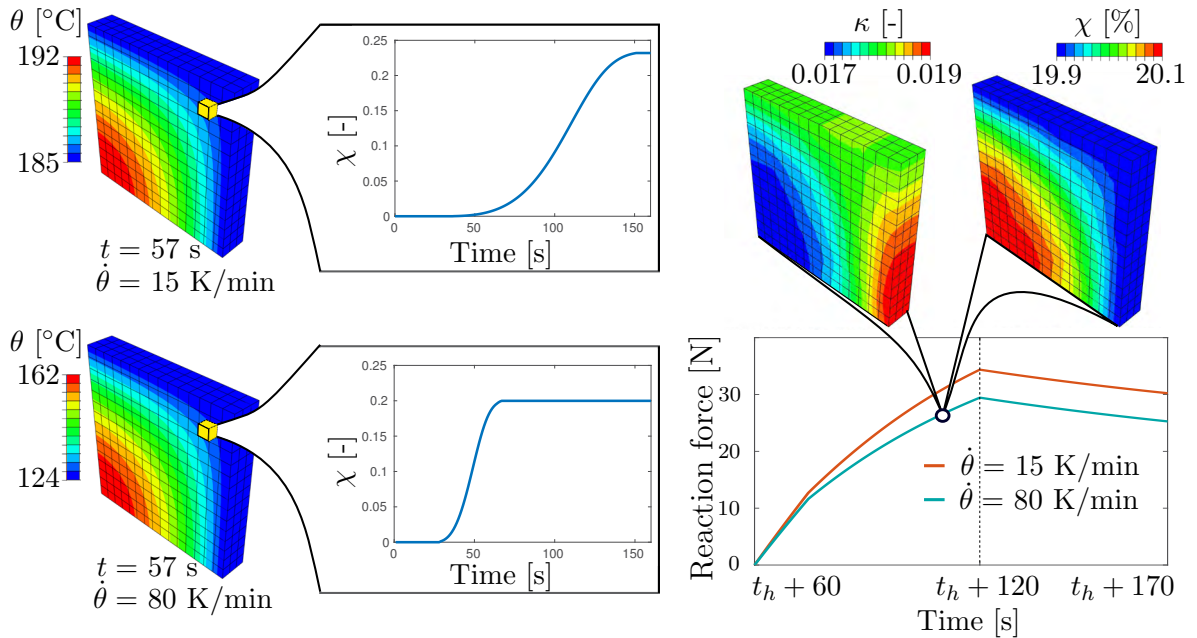 θ [°C]
192
185
t = 57 s
θ̇ = 15 K/min
0.25
0.2
0.15
0.1
0.05
0
χ [-]
0
50
100
150
Time [s]
θ [°C]
162
124
t = 57 s
θ̇ = 80 K/min
0.25
0.2
0.15
0.1
0.05
0
χ [-]
0
50
100
150
Time [s]
κ [-]
0.017
0.019
χ [%]
19.9
20.1
Reaction force [N]
30
20
10
0
θ̇ = 15 K/min
θ̇ = 80 K/min
t_h + 60
t_h + 120
t_h + 170
Time [s]